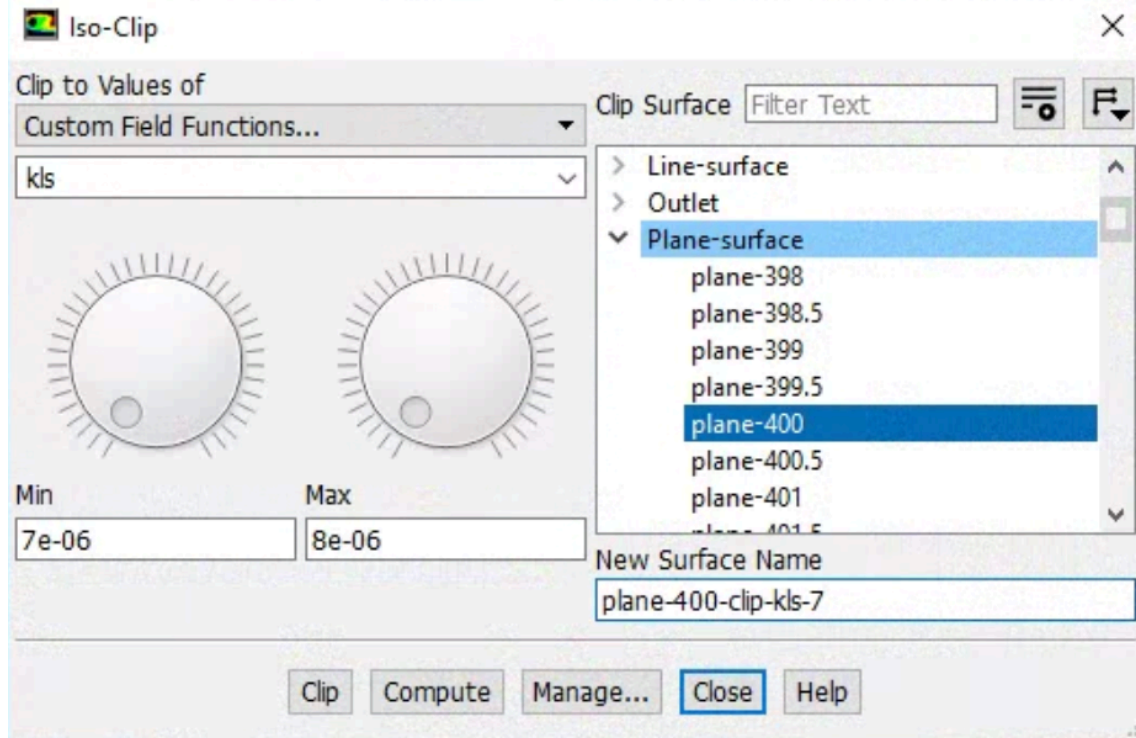 Iso-Clip
Clip to Values of
Custom Field Functions...
kls
Min
Max
7e-06
8e-06
Clip Surface Filter Text
Line-surface
Outlet
Plane-surface
plane-398
plane-398.5
plane-399
plane-399.5
plane-400
plane-400.5
plane-401
New Surface Name
plane-400-clip-kls-7
Clip Compute Manage... Close Help